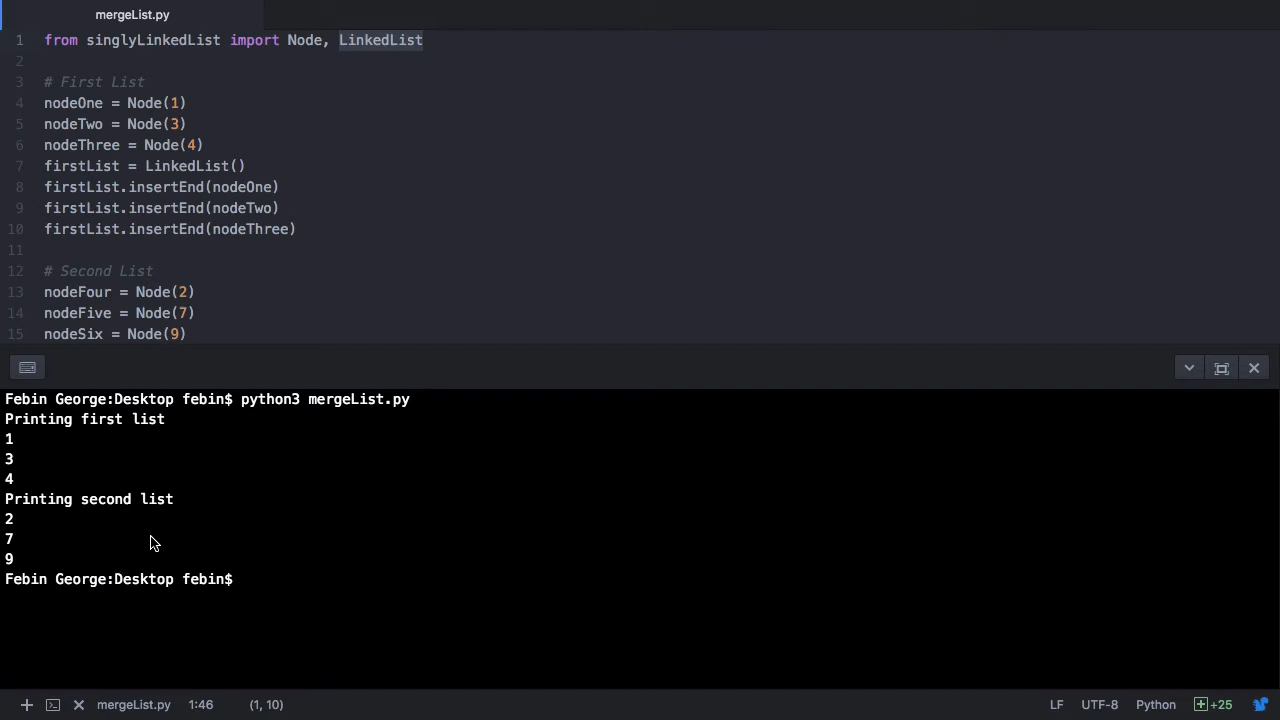 mergeList.py
1 from singlyLinkedList import Node, LinkedList
2
3 # First List
4 nodeOne = Node(1)
5 nodeTwo = Node(3)
6 nodeThree = Node(4)
7 firstList = LinkedList()
8 firstList.insertEnd(nodeOne)
9 firstList.insertEnd(nodeTwo)
10 firstList.insertEnd(nodeThree)
11
12 # Second List
13 nodeFour = Node(2)
14 nodeFive = Node(7)
15 nodeSix = Node(9)
Febin George:Desktop febin$ python3 mergeList.py
Printing first list
1
3
4
Printing second list
2
7
9
Febin George:Desktop febin$
mergeList.py 1:46 (1, 10) LF UTF-8 Python +25